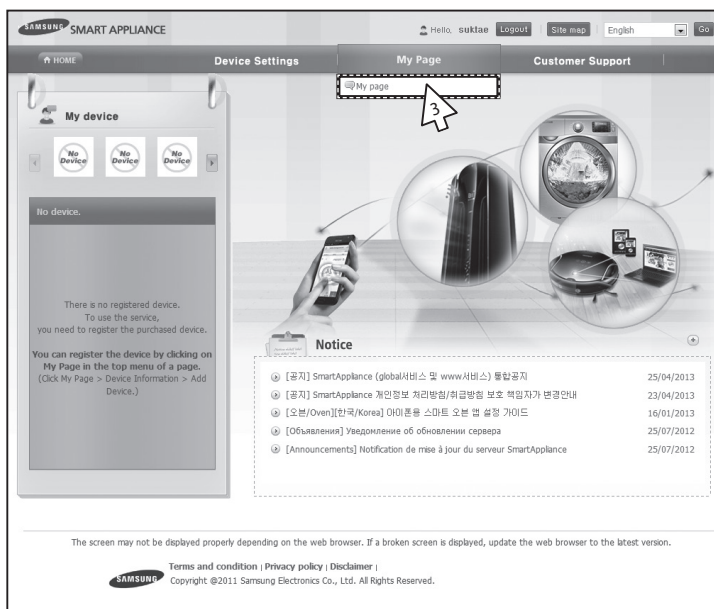 SAMSUNG SMART APPLIANCE
Hello, suktae Logout Site map English Go
HOME Device Settings My Page Customer Support
My page
3
My device
No Device No Device No Device
No device.
There is no registered device.
To use the service,
you need to register the purchased device.
You can register the device by clicking on
My Page in the top menu of a page.
(Click My Page > Device Information > Add
Device.)
Notice
[공지] SmartAppliance (global서비스 및 www서비스) 통합공지 25/04/2013
[공지] SmartAppliance 개인정보 처리방침/취급방침 보호 책임자가 변경안내 23/04/2013
[오븐/Oven][한국/Korea] 아이폰용 스마트 오븐 앱 설정 가이드 16/01/2013
[Объявления] Уведомление об обновлении сервера 25/07/2012
[Announcements] Notification de mise à jour du serveur SmartAppliance 25/07/2012
The screen may not be displayed properly depending on the web browser. If a broken screen is displayed, update the web browser to the latest version.
Terms and condition | Privacy policy | Disclaimer |
SAMSUNG Copyright @2011 Samsung Electronics Co., Ltd. All Rights Reserved.